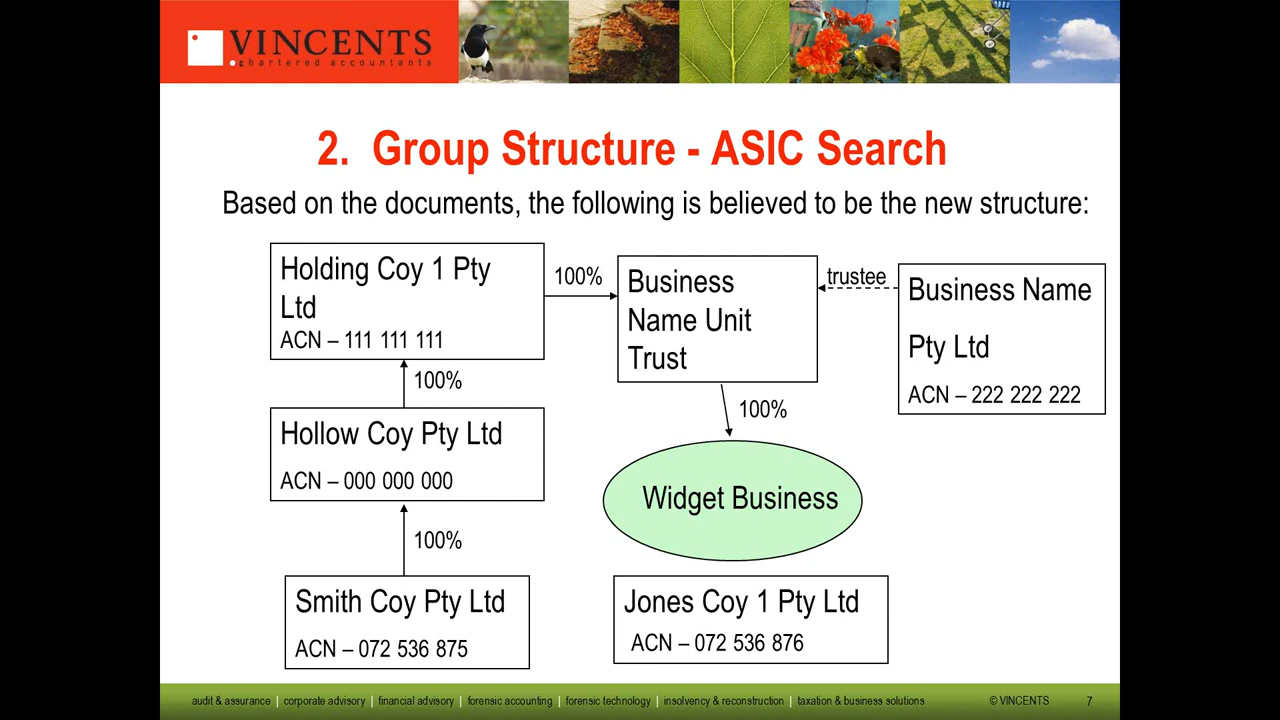 VINCENTS
chartered accountants
2. Group Structure - ASIC Search
Based on the documents, the following is believed to be the new structure:
Holding Coy 1 Pty
Ltd
ACN – 111 111 111
100%
Business
Name Unit
Trust
trustee
Business Name
Pty Ltd
ACN – 222 222 222
100%
100%
Hollow Coy Pty Ltd
ACN – 000 000 000
Widget Business
100%
Smith Coy Pty Ltd
ACN – 072 536 875
Jones Coy 1 Pty Ltd
ACN – 072 536 876
audit & assurance | corporate advisory | financial advisory | forensic accounting | forensic technology | insolvency & reconstruction | taxation & business solutions © VINCENTS 7